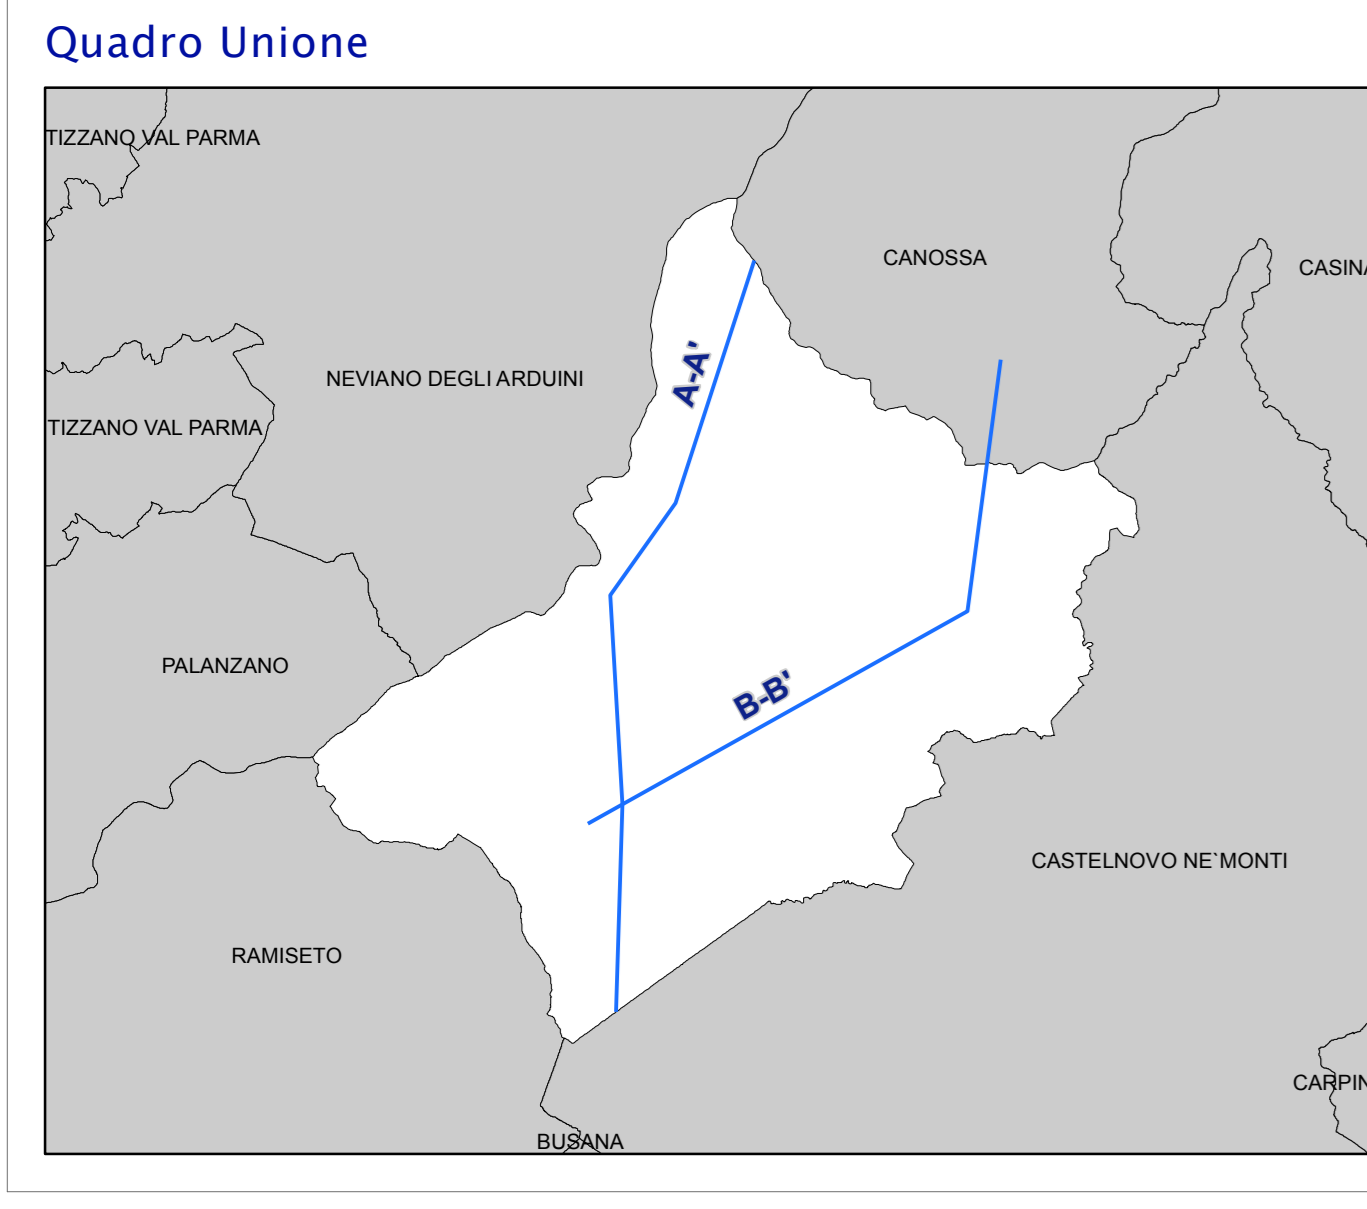 Quadro Unione
TIZZANO VAL PARMA
CANOSSA
CASINA
A-A'
NEVIANO DEGLI ARDUINI
TIZZANO VAL PARMA
PALANZANO
B-B'
CASTELNOVO NE`MONTI
RAMISETO
CARPIN
BUSANA